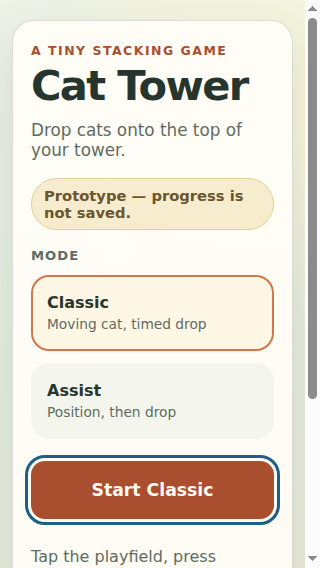 A TINY STACKING GAME
Cat Tower
Drop cats onto the top of
your tower.
Prototype — progress is
not saved.
MODE
Classic
Moving cat, timed drop
Assist
Position, then drop
Start Classic
Tap the playfield, press